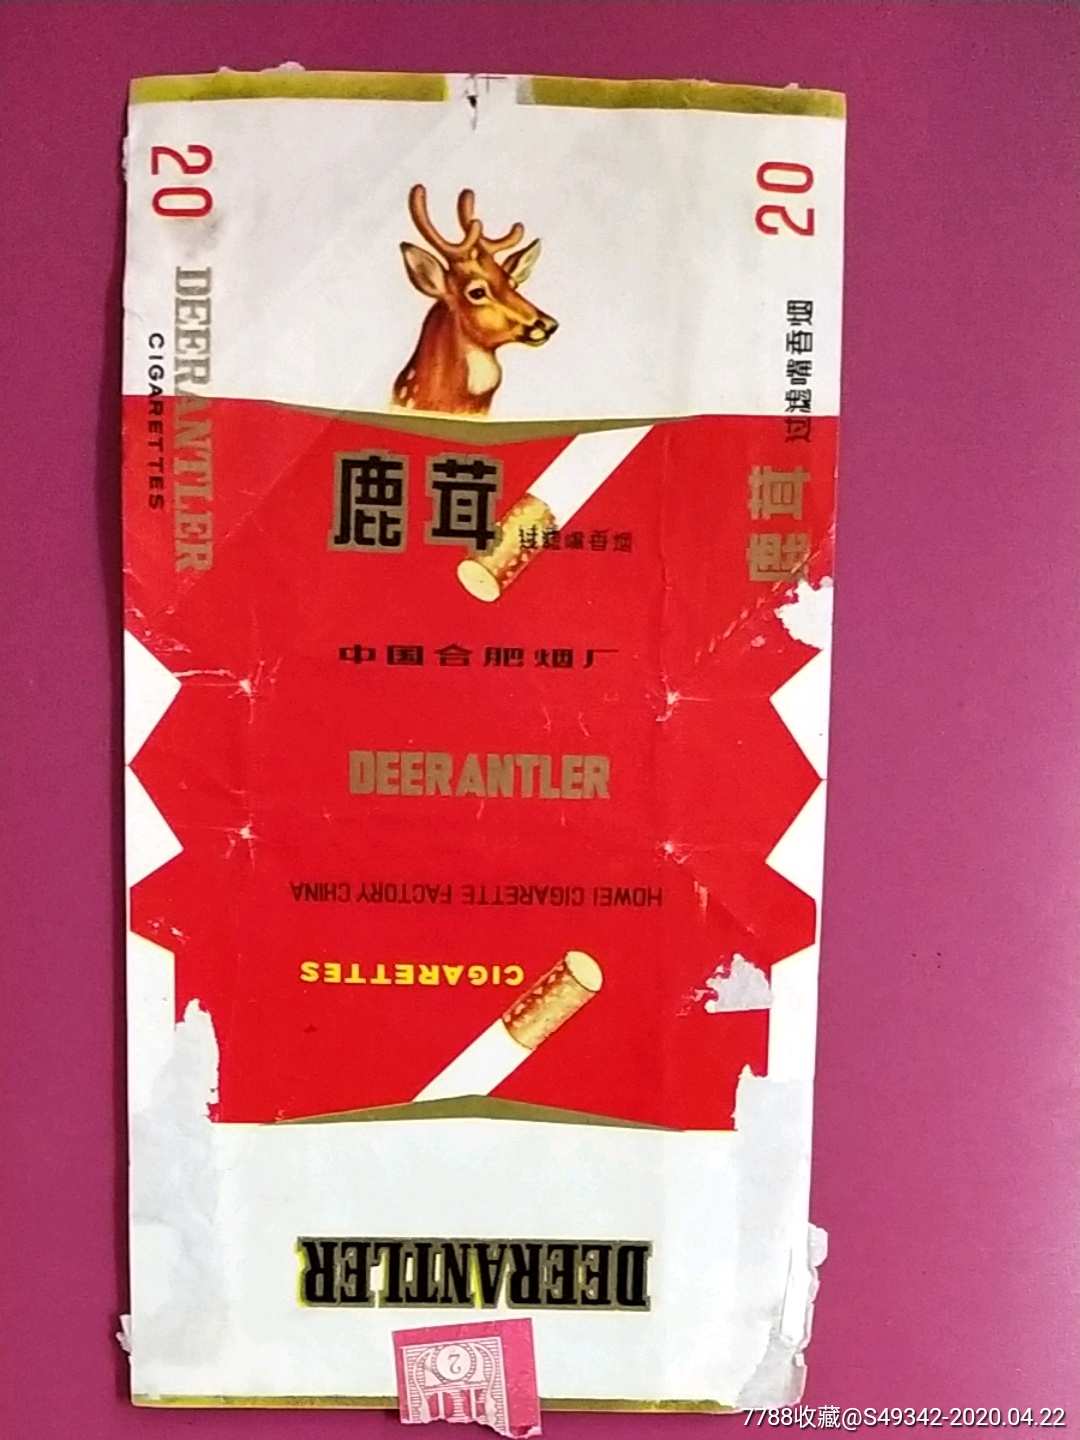 20
DEERANTLER
CIGARETTES
20
过滤嘴香烟
鹿茸
鹿茸
过滤嘴香烟
中国合肥烟厂
DEERANTLER
HOWEI CIGARETTE FACTORY CHINA
CIGARETTES
DEERANTLER
2
7788收藏@S49342-2020.04.22